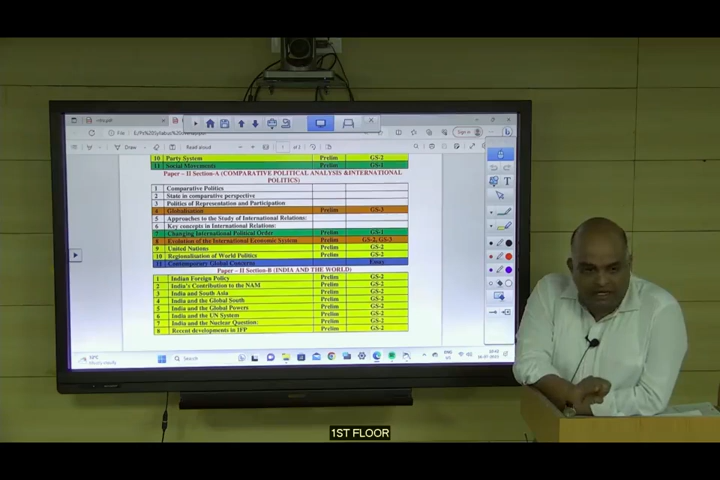 Draw
Read aloud
Sign in
10 Party System Prelim GS-2
11 Social Movements Prelim GS-1
Paper – II Section-A (COMPARATIVE POLITICAL ANALYSIS &INTERNATIONAL
POLITICS)
1 Comparative Politics
2 State in comparative perspective
3 Politics of Representation and Participation
4 Globalisation Prelim GS-3
5 Approaches to the Study of International Relations:
6 Key concepts in International Relations:
7 Changing International Political Order Prelim GS-1
8 Evolution of the International Economic System Prelim GS-2, GS-3
9 United Nations Prelim GS-2
10 Regionalisation of World Politics Prelim GS-2
11 Contemporary Global Concerns Essay
Paper – II Section-B (INDIA AND THE WORLD)
1 Indian Foreign Policy Prelim GS-2
2 India's Contribution to the NAM Prelim GS-2
3 India and South Asia Prelim GS-2
4 India and the Global South Prelim GS-2
5 India and the Global Powers Prelim GS-2
6 India and the UN System Prelim GS-2
7 India and the Nuclear Question: Prelim GS-2
8 Recent developments in IFP Prelim GS-2
Search
1ST FLOOR